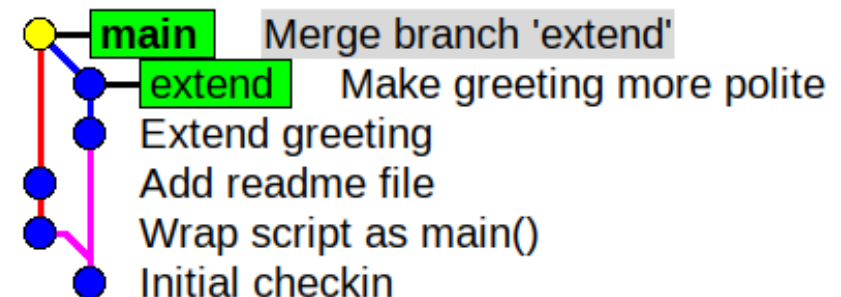 main Merge branch 'extend'
extend Make greeting more polite
Extend greeting
Add readme file
Wrap script as main()
Initial checkin